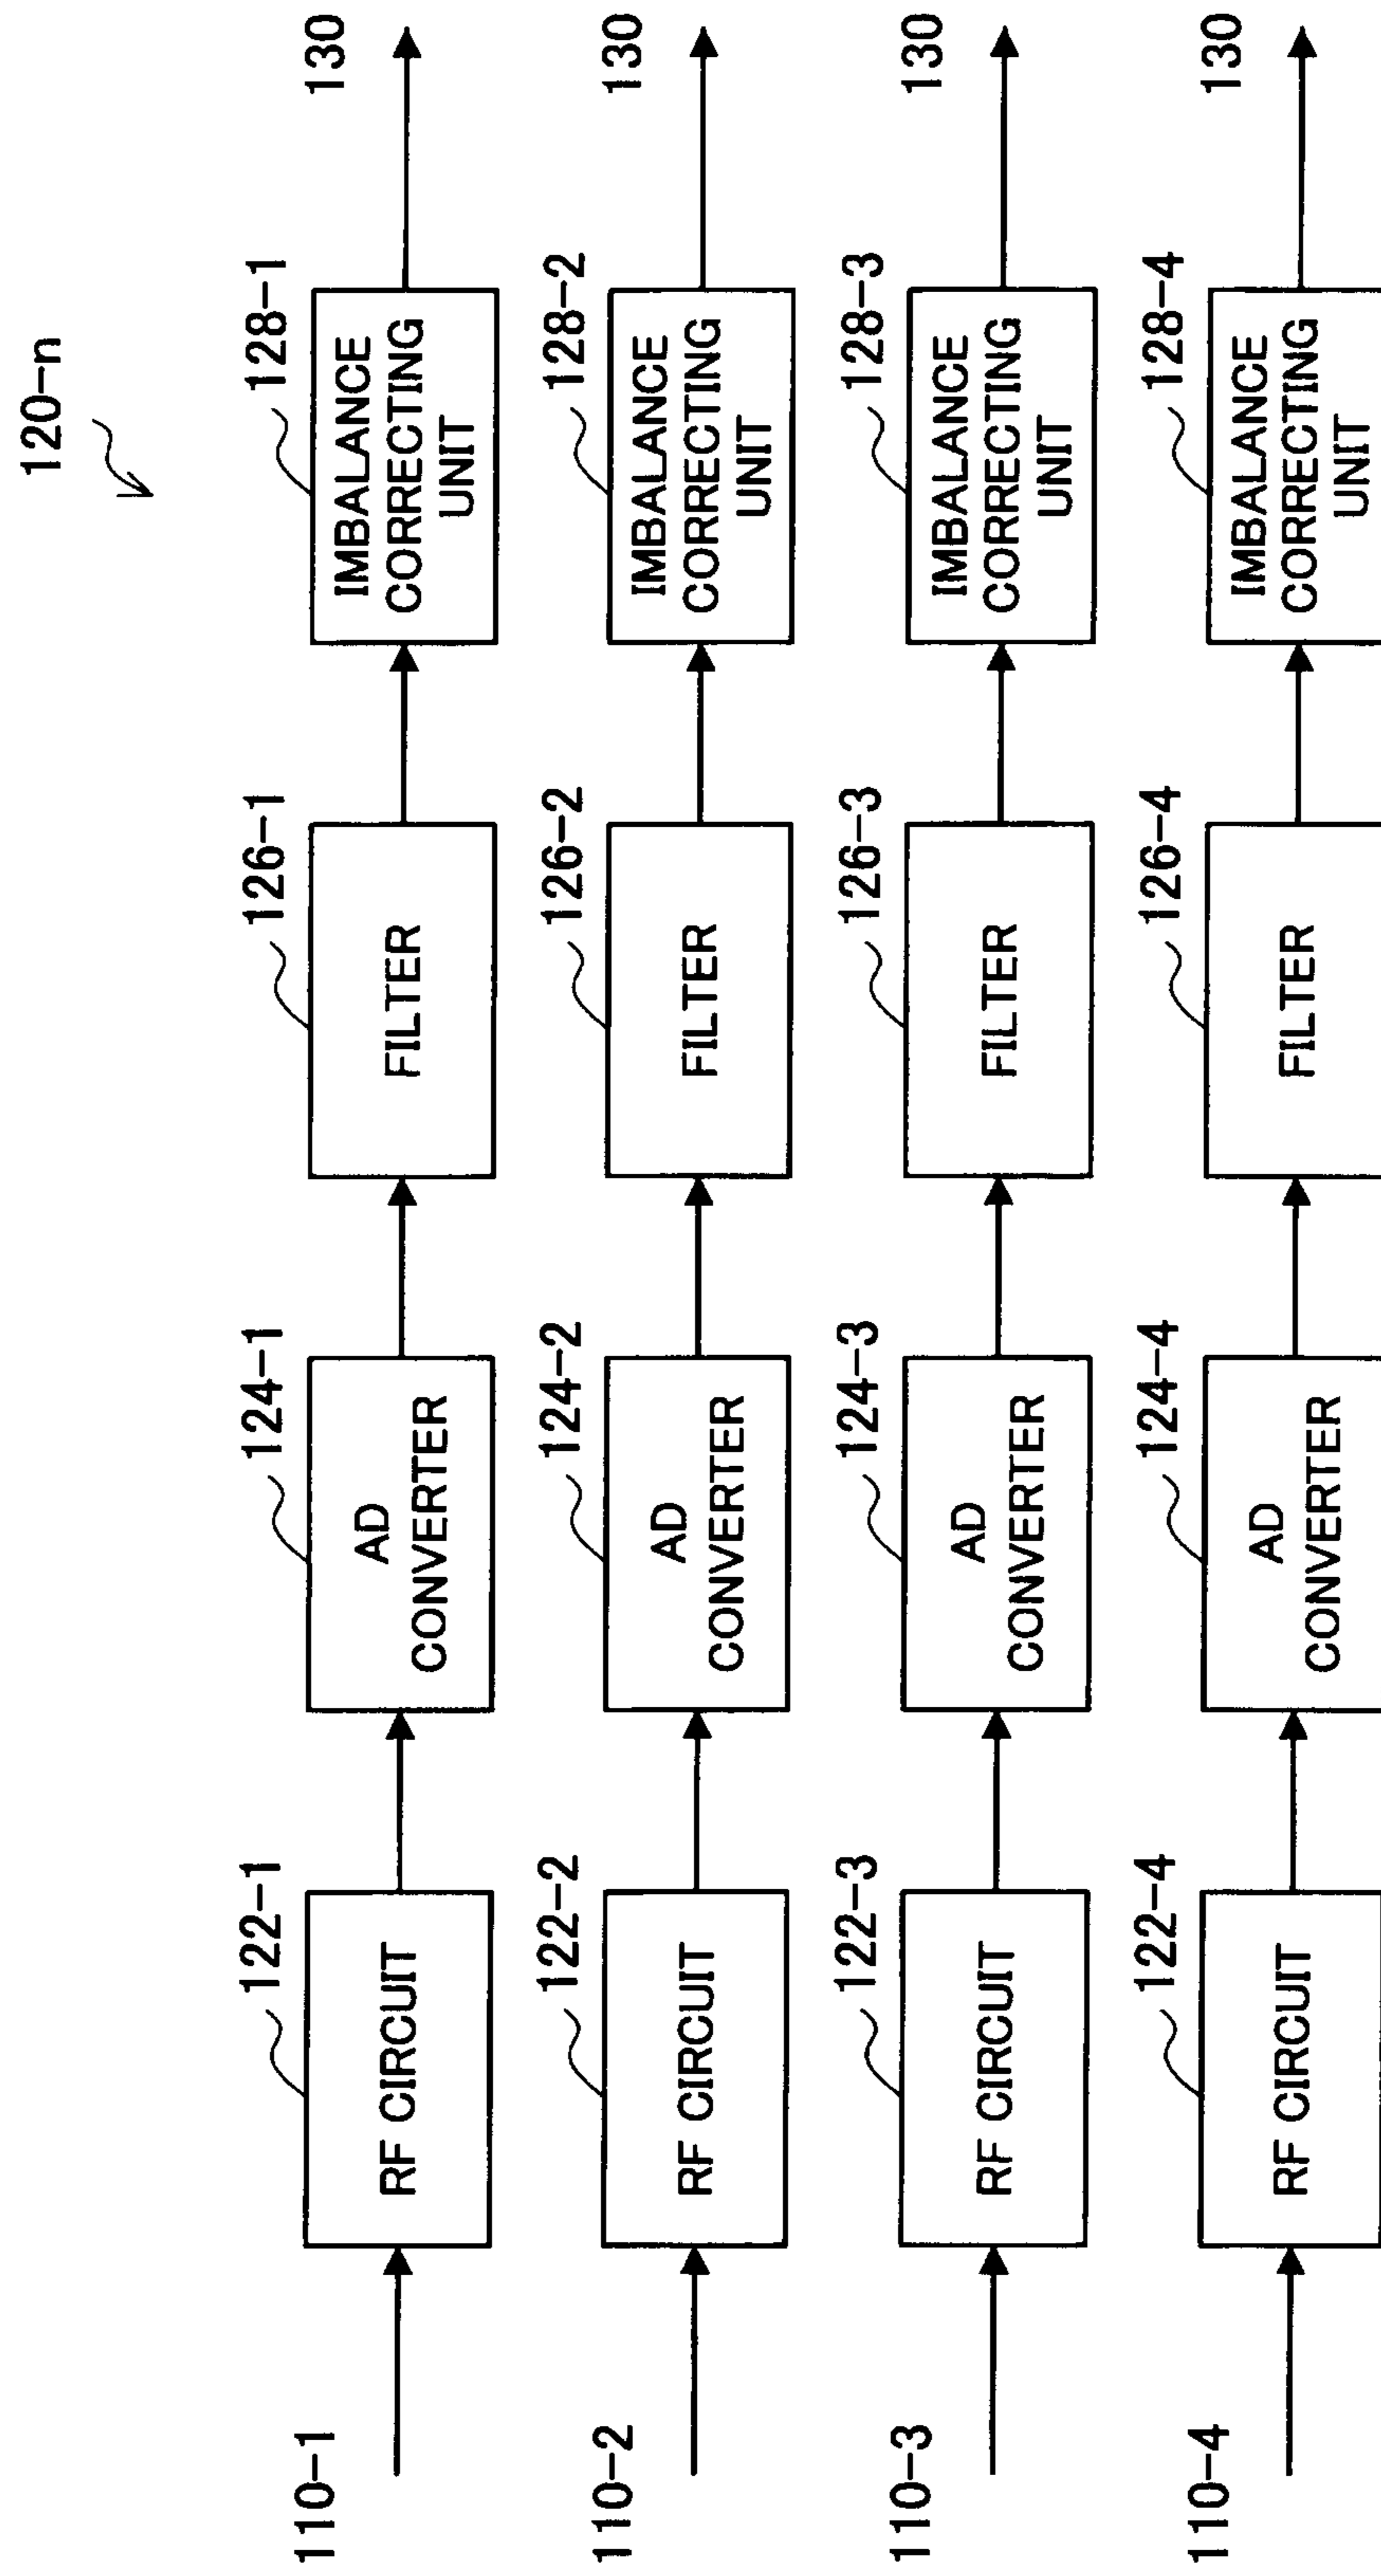 120-n
110-1
122-1
RF CIRCUIT
124-1
AD
CONVERTER
126-1
FILTER
128-1
IMBALANCE
CORRECTING
UNIT
130
110-2
122-2
RF CIRCUIT
124-2
AD
CONVERTER
126-2
FILTER
128-2
IMBALANCE
CORRECTING
UNIT
130
110-3
122-3
RF CIRCUIT
124-3
AD
CONVERTER
126-3
FILTER
128-3
IMBALANCE
CORRECTING
UNIT
130
110-4
122-4
RF CIRCUIT
124-4
AD
CONVERTER
126-4
FILTER
128-4
IMBALANCE
CORRECTING
UNIT
130